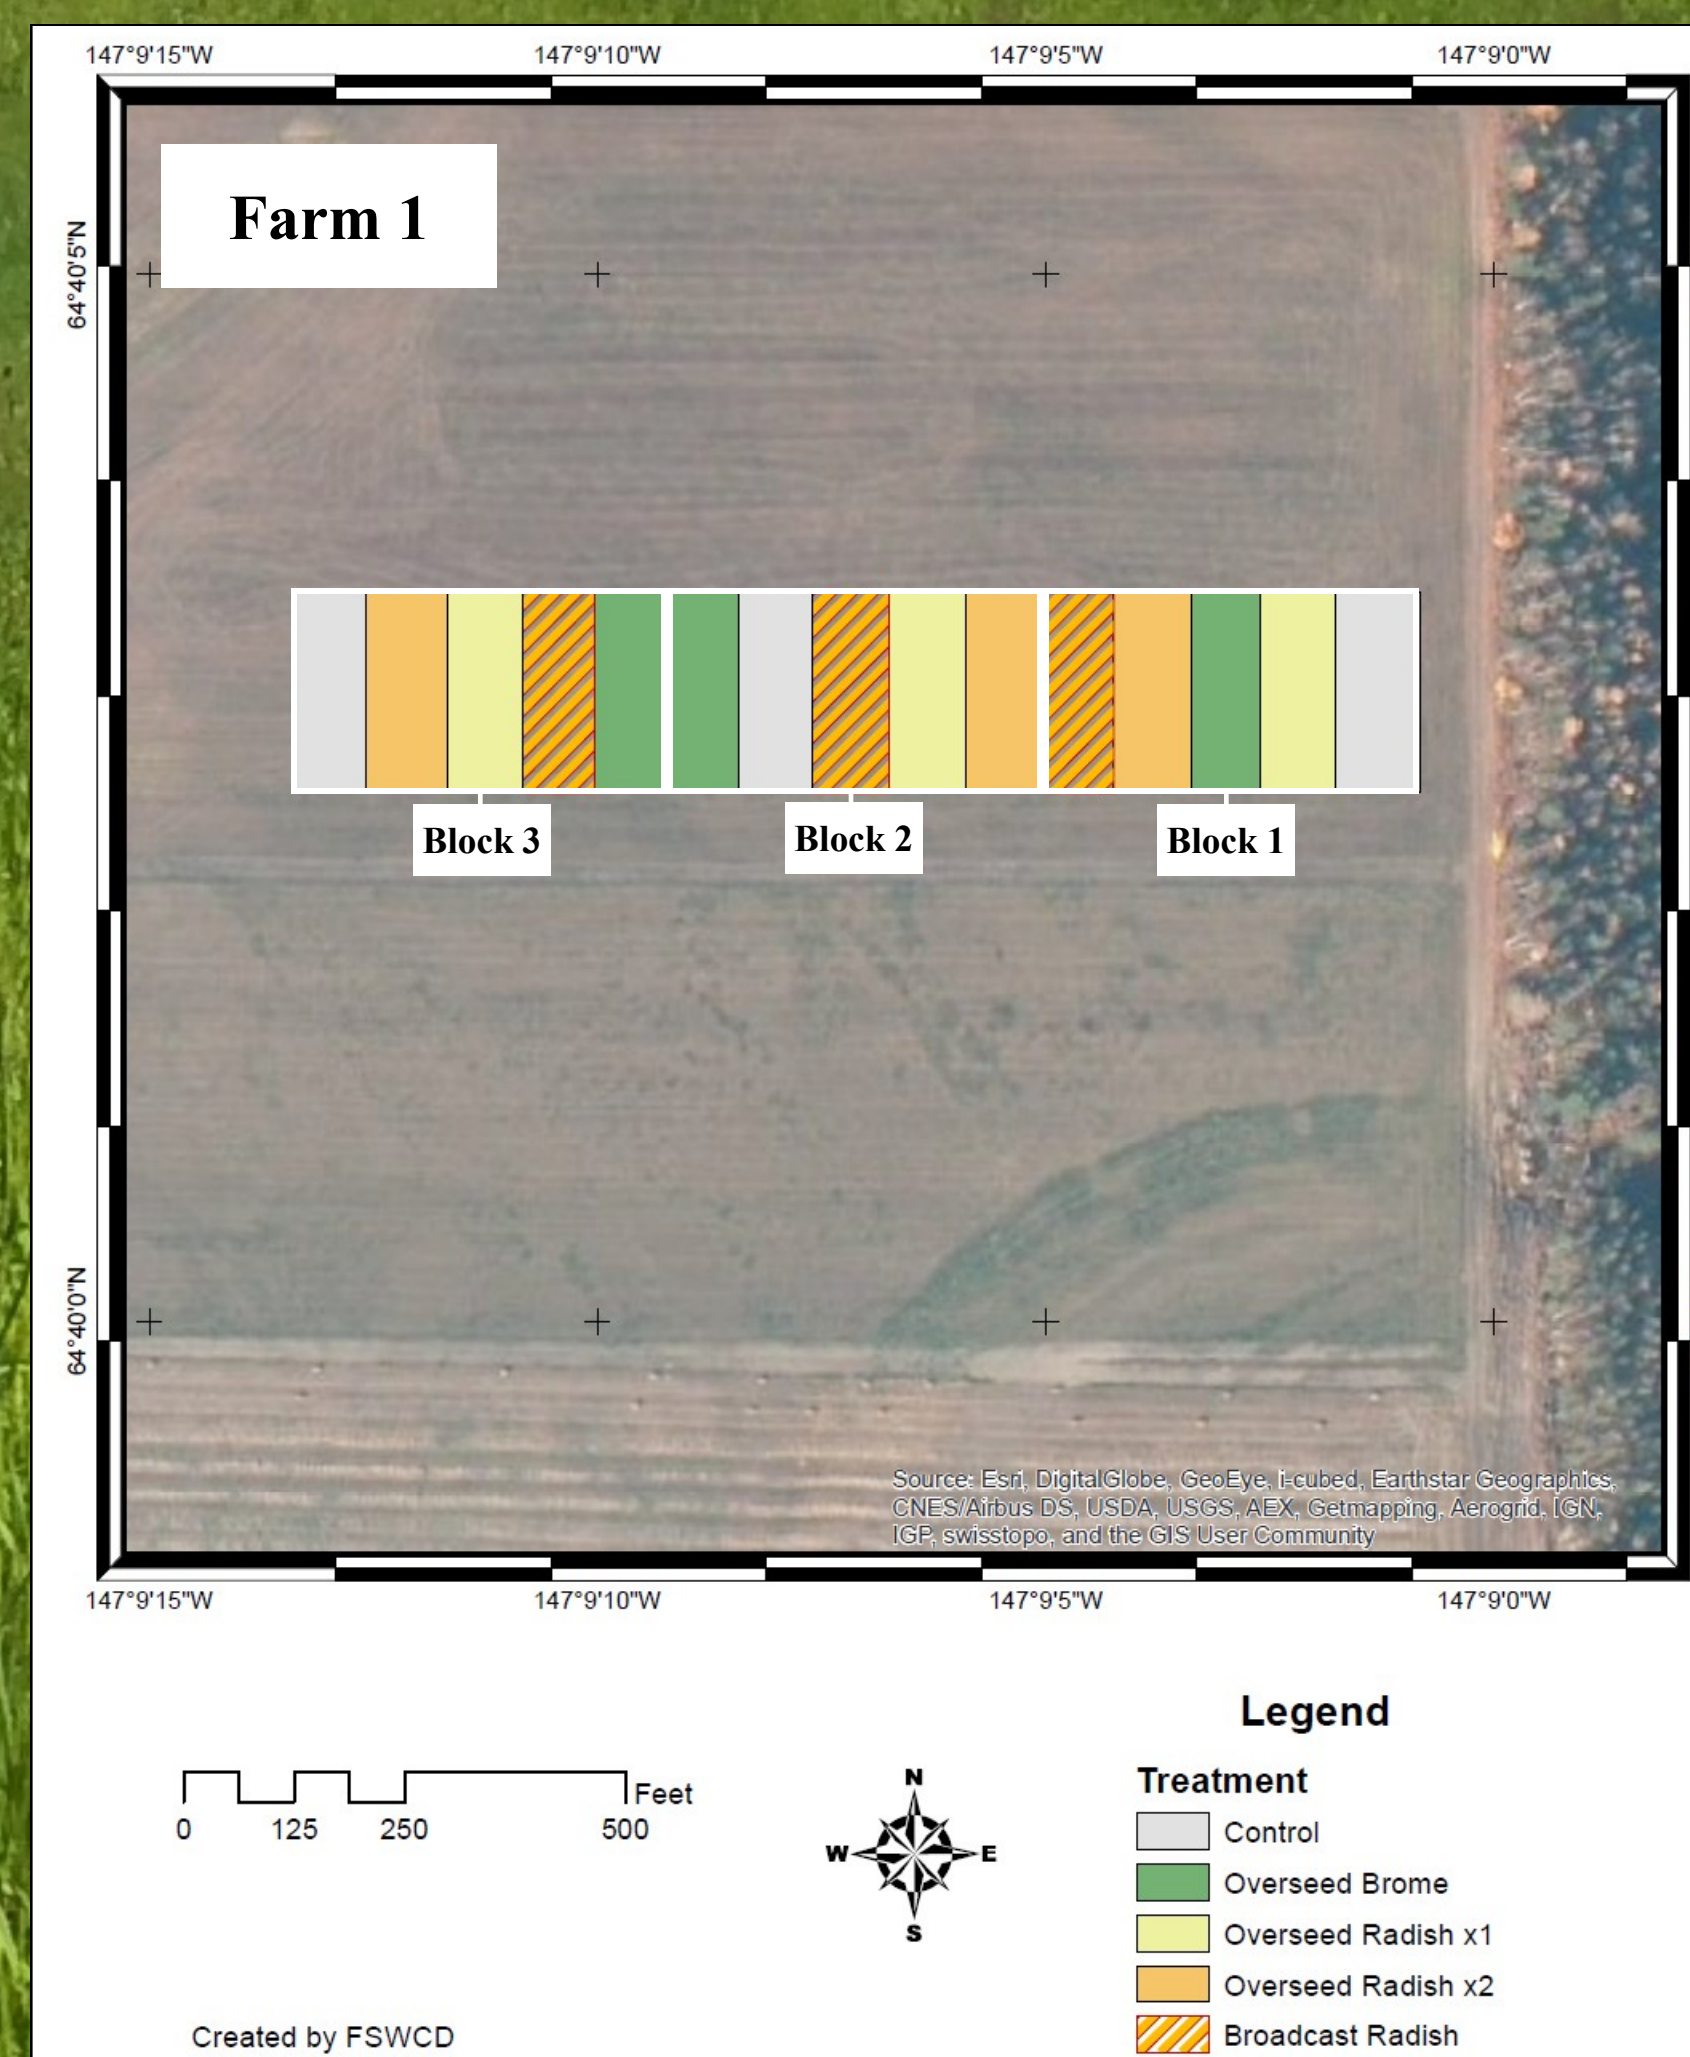 147°9'15"W 147°9'10"W 147°9'5"W 147°9'0"W
Farm 1
64°40'5"N
Block 3 Block 2 Block 1
64°40'0"N
Source: Esri, DigitalGlobe, GeoEye, i-cubed, Earthstar Geographics,
CNES/Airbus DS, USDA, USGS, AEX, Getmapping, Aerogrid, IGN,
IGP, swisstopo, and the GIS User Community
147°9'15"W 147°9'10"W 147°9'5"W 147°9'0"W
Feet
0 125 250 500
N
W E
S
Legend
Treatment
Control
Overseed Brome
Overseed Radish x1
Overseed Radish x2
Broadcast Radish
Created by FSWCD